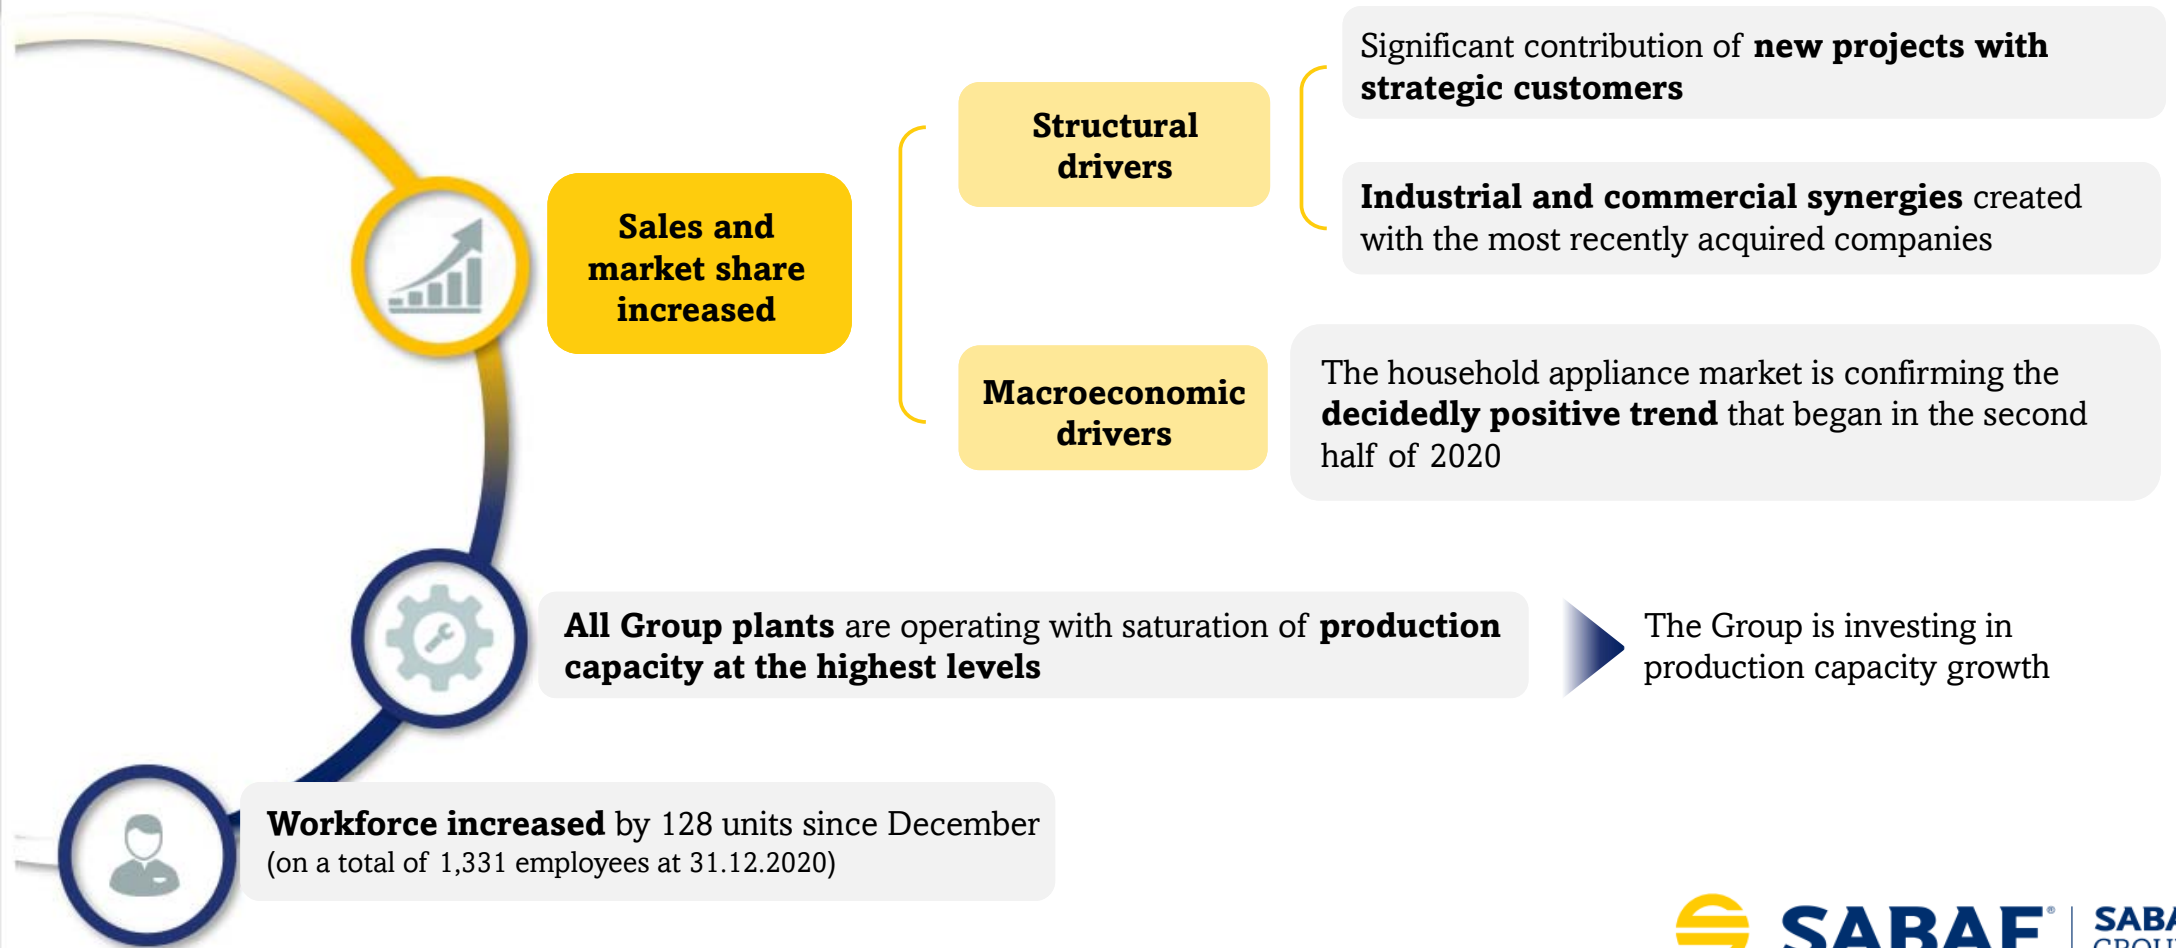 Significant contribution of new projects with
strategic customers
Structural
drivers
Industrial and commercial synergies created
with the most recently acquired companies
Sales and
market share
increased
Macroeconomic
drivers
The household appliance market is confirming the
decidedly positive trend that began in the second
half of 2020
All Group plants are operating with saturation of production
capacity at the highest levels
The Group is investing in
production capacity growth
Workforce increased by 128 units since December
(on a total of 1,331 employees at 31.12.2020)
SABAF®